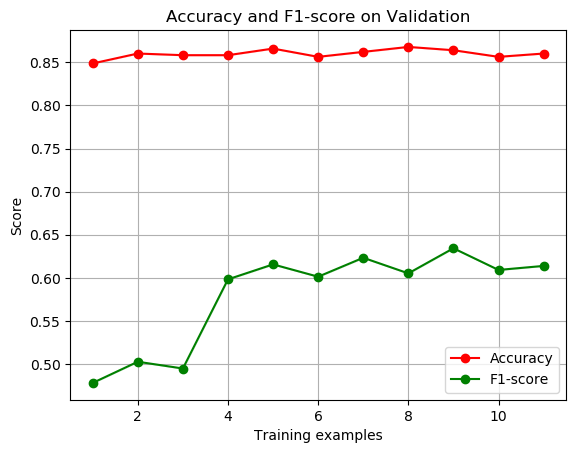 Accuracy and F1-score on Validation
0.85
0.80
0.75
0.70
0.65
0.60
0.55
0.50
Score
2 4 6 8 10
Training examples
Accuracy
F1-score